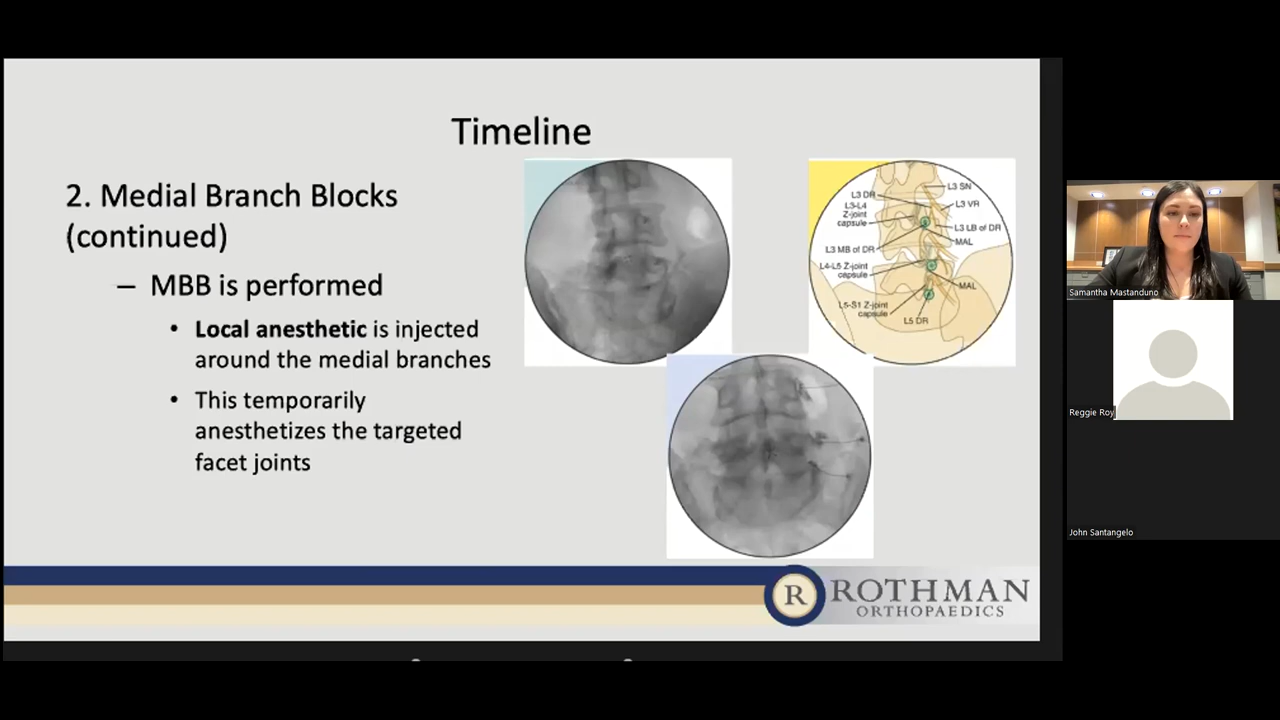 Timeline
2. Medial Branch Blocks
(continued)
– MBB is performed
• Local anesthetic is injected
around the medial branches
• This temporarily
anesthetizes the targeted
facet joints
L3 DR
L3-L4
Z-joint
capsule
L3 MB of DR
L4-L5 Z-joint
capsule
L5-S1 Z-joint
capsule
L5 DR
L3 SN
L3 VR
L3 LB of DR
MAL
MAL
R
ROTHMAN
ORTHOPAEDICS
Samantha Mastanduno
Reggie Roy
John Santangelo